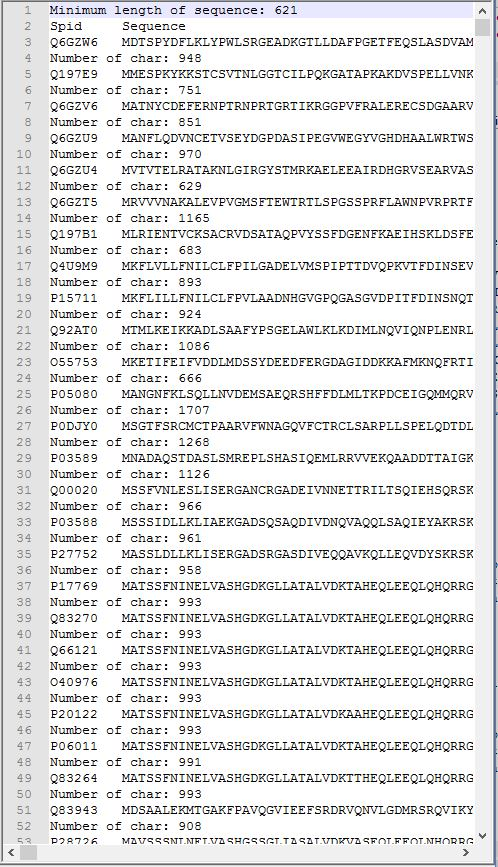 1 Minimum length of sequence: 621
2 Spid Sequence
3 Q6GZW6 MDTSPYDFLKLYPWLSRGEADKGTLLDAFPGETFEQSLASDVAM
4 Number of char: 948
5 Q197E9 MMESPKYKKSTCSVTNLGGTCILPQKGATAPKAKDVSPELLVNK
6 Number of char: 751
7 Q6GZV6 MATNYCDEFERNPTRNPRTGRTIKRGGPVFRALERECSDGAARV
8 Number of char: 851
9 Q6GZU9 MANFLQDVNCETVSEYDGPDASIPEGVWEGYVGHDHAALWRTWS
10 Number of char: 970
11 Q6GZU4 MVTVTELRATAKNLGIRGYSTMRKAELEEAIRDHGRVSEARVAS
12 Number of char: 629
13 Q6GZT5 MRVVVNAKALEVPVGMSFTEWTRTLSPGSSPRFLAWNPVRPRTF
14 Number of char: 1165
15 Q197B1 MLRIENTVCKSACRVDSATAQPVYSSFDGENFKAEIHSKLDSFE
16 Number of char: 683
17 Q4U9M9 MKFLVLLFNILCLFPILGADELVMSPIPTTDVQPKVTFDINSEV
18 Number of char: 893
19 P15711 MKFLILLFNILCLFPVLAADNHGVGPQGASGVDPITFDINSNQT
20 Number of char: 924
21 Q92AT0 MTMLKEIKKADLSAAFYPSGELAWLKLKDIMLNQVIQNPLENRL
22 Number of char: 1086
23 O55753 MKETIFEIFVDDLMDSSYDEEDFERGDAGIDDKKAFMKNQFRTI
24 Number of char: 666
25 P05080 MANGNFKLSQLLNVDEMSAEQRSHFFDLMLTKPDCEIGQMMQRV
26 Number of char: 1707
27 P0DJY0 MSGTFSRCMCTPAARVFWNAGQVFCTRCLSARPLLSPELQDTDL
28 Number of char: 1268
29 P03589 MNADAQSTDASLSMREPLSHASIQEMLRRVVEKQAADDTTAIGK
30 Number of char: 1126
31 Q00020 MSSFVNLESLISERGANCRGADEIVNNETTRILTSQIEHSQRSK
32 Number of char: 966
33 P03588 MSSSIDLLKLIAEKGADSQSAQDIVDNQVAQQLSAQIEYAKRSK
34 Number of char: 961
35 P27752 MASSLDLLKLISERGADSRGASDIVEQQAVKQLLEQVDYSKRSK
36 Number of char: 958
37 P17769 MATSSFNINELVASHGDKGLLATALVDKTAHEQLEEQLQHQRRG
38 Number of char: 993
39 Q83270 MATSSFNINELVASHGDKGLLATALVDKTAHEQLEEQLQHQRRG
40 Number of char: 993
41 Q66121 MATSSFNINELVASHGDKGLLATALVDKTAHEQLEEQLQHQRRG
42 Number of char: 993
43 O40976 MATSSFNINELVASHGDKGLLATALVDKTAHEQLEEQLQHQRRG
44 Number of char: 993
45 P20122 MATSSFNINELVASHGDKGLLATALVDKAAHEQLEEQLQHQRRG
46 Number of char: 993
47 P06011 MATSSFNINELVASHGDKGLLATALVDKTAHEQLEEQLQHQRRG
48 Number of char: 991
49 Q83264 MATSSFNINELVASHGDKGLLATALVDKTTHEQLEEQLQHQRRG
50 Number of char: 993
51 Q83943 MDSAALEKMTGAKFPAVQGVIEEFSRDRVQNVLGDMRSRQVIKY
52 Number of char: 908
53 P28726